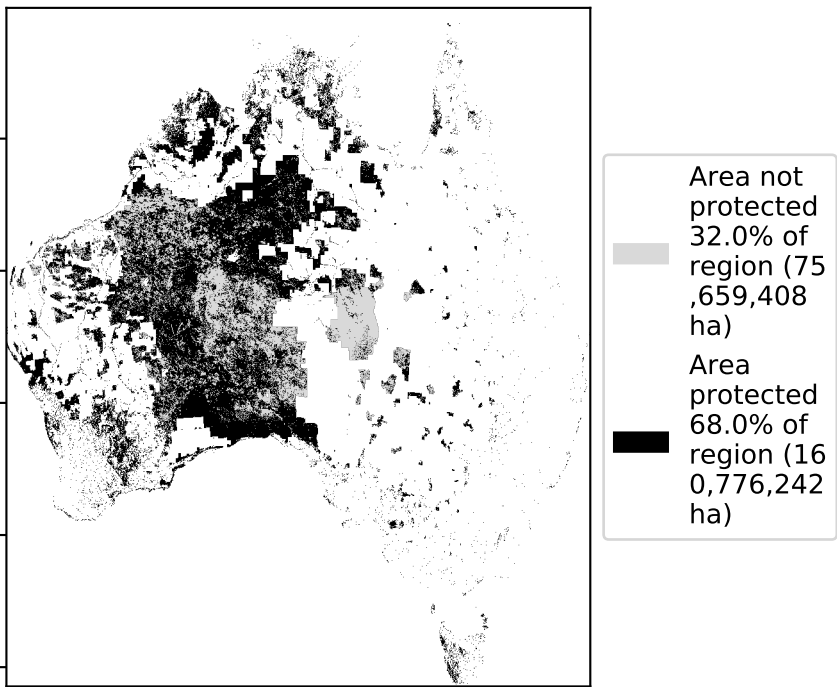 Area not
protected
32.0% of
region (75
,659,408
ha)
Area
protected
68.0% of
region (16
0,776,242
ha)